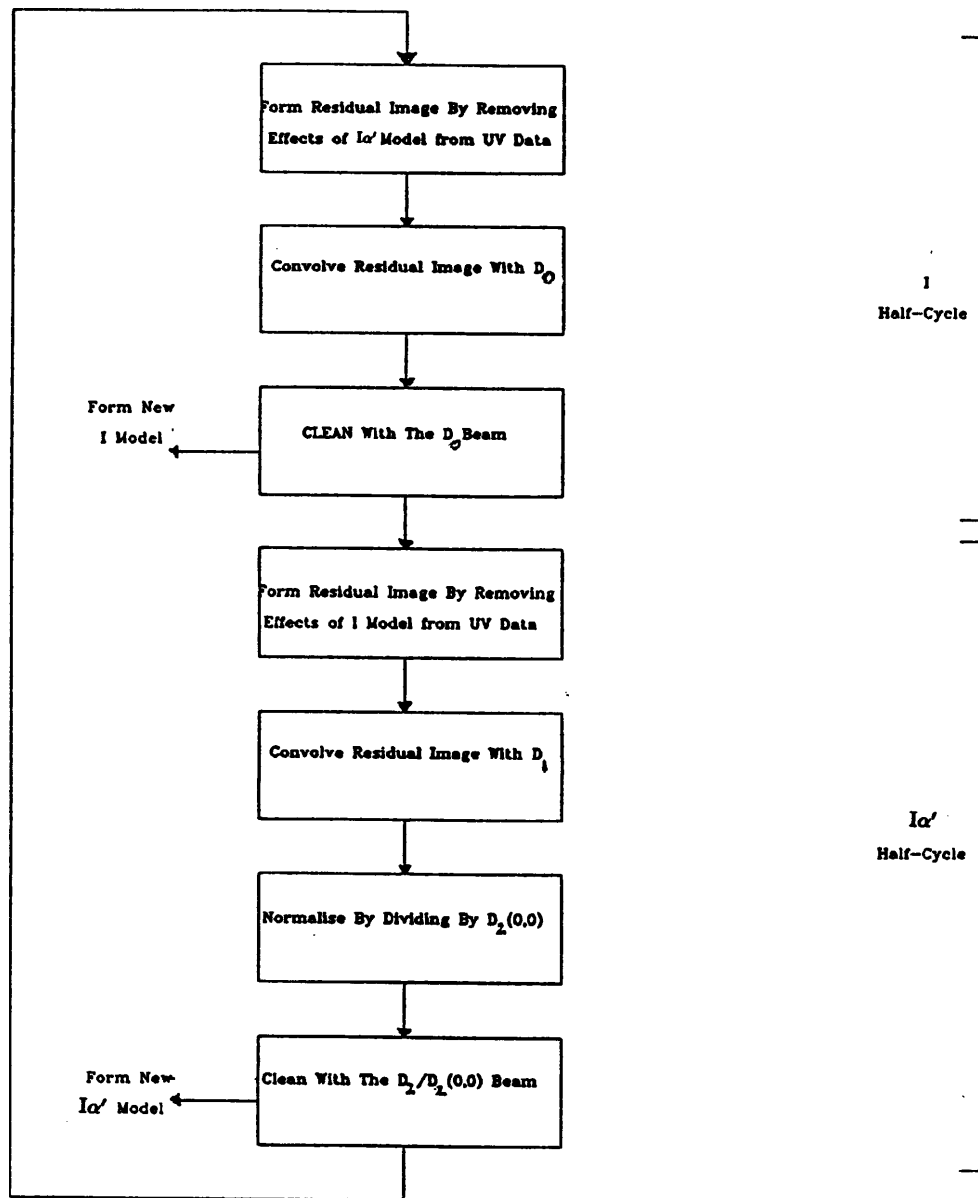 Form Residual Image By Removing
Effects of Iα′ Model from UV Data
Convolve Residual Image With D₀
I
Half-Cycle
Form New
I Model
CLEAN With The D₀ Beam
Form Residual Image By Removing
Effects of I Model from UV Data
Convolve Residual Image With D₁
Iα′
Half-Cycle
Normalise By Dividing By D₂(0,0)
Form New
Iα′ Model
Clean With The D₂/D₂(0,0) Beam